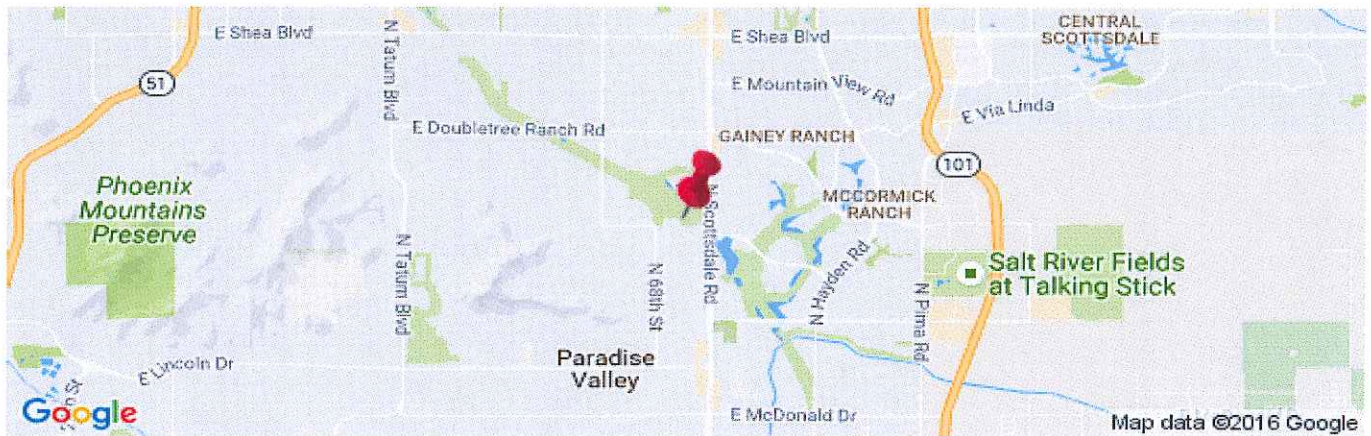 E Shea Blvd
E Shea Blvd
CENTRAL
SCOTTSDALE
51
N Tatum Blvd
E Mountain View Rd
E Via Linda
E Doubletree Ranch Rd
GAINEY RANCH
101
Phoenix
Mountains
Preserve
MCCORMICK
RANCH
N Scottsdale Rd
N Tatum Blvd
N 68th St
N Hayden Rd
N Pima Rd
Salt River Fields
at Talking Stick
E Lincoln Dr
Paradise
Valley
St
E McDonald Dr
Google
Map data ©2016 Google